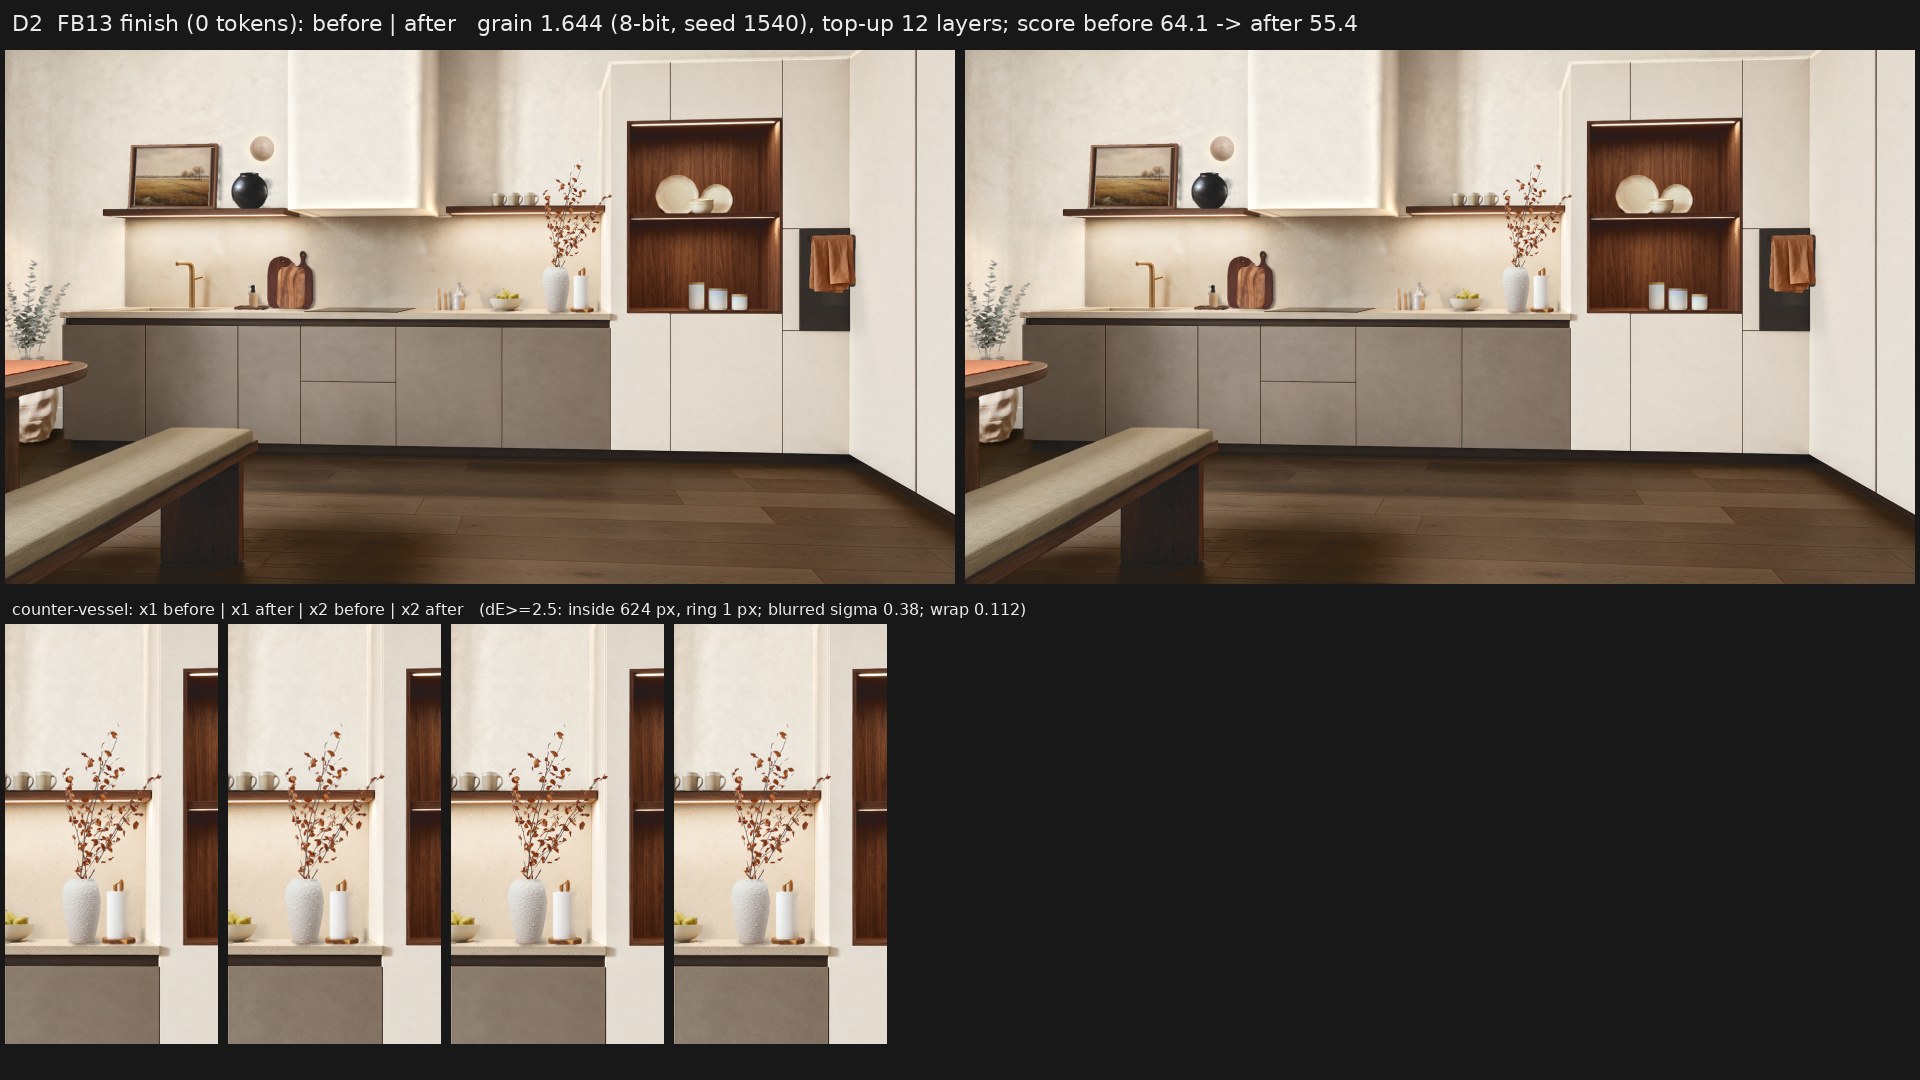 D2  FB13 finish (0 tokens): before | after   grain 1.644 (8-bit, seed 1540), top-up 12 layers; score before 64.1 -> after 55.4
counter-vessel: x1 before | x1 after | x2 before | x2 after   (dE>=2.5: inside 624 px, ring 1 px; blurred sigma 0.38; wrap 0.112)